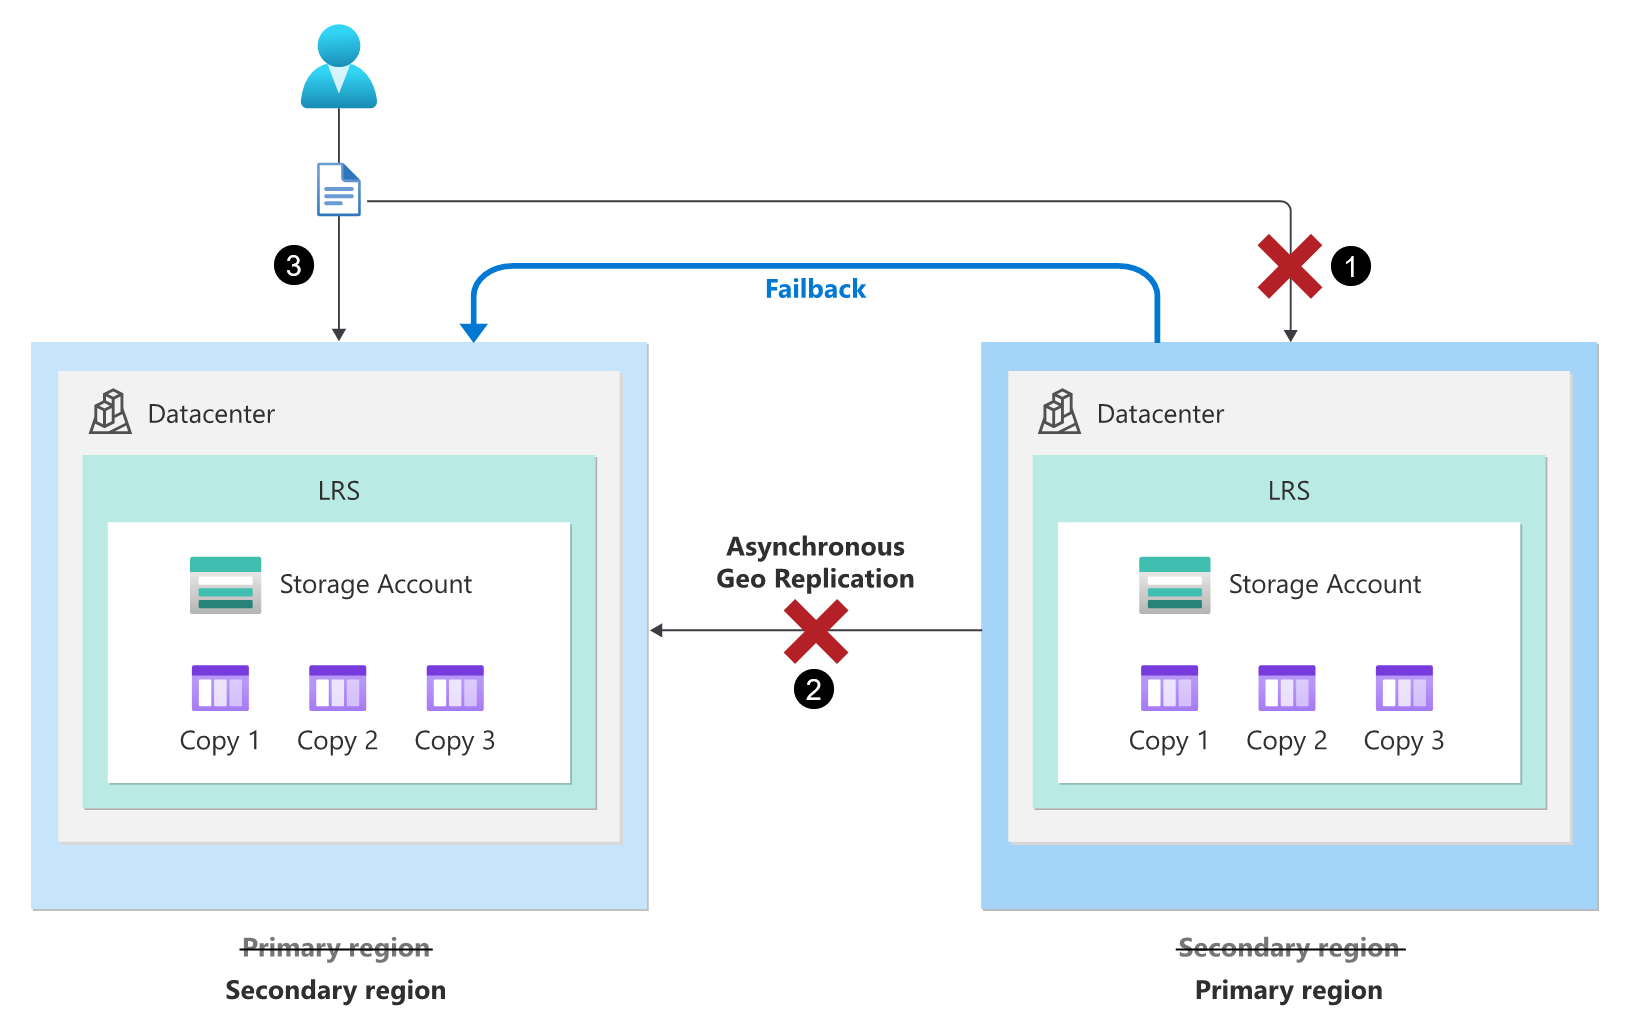 3
1
Failback
Datacenter
LRS
Storage Account
Copy 1
Copy 2
Copy 3
Asynchronous
Geo Replication
2
Datacenter
LRS
Storage Account
Copy 1
Copy 2
Copy 3
Primary region
Secondary region
Secondary region
Primary region